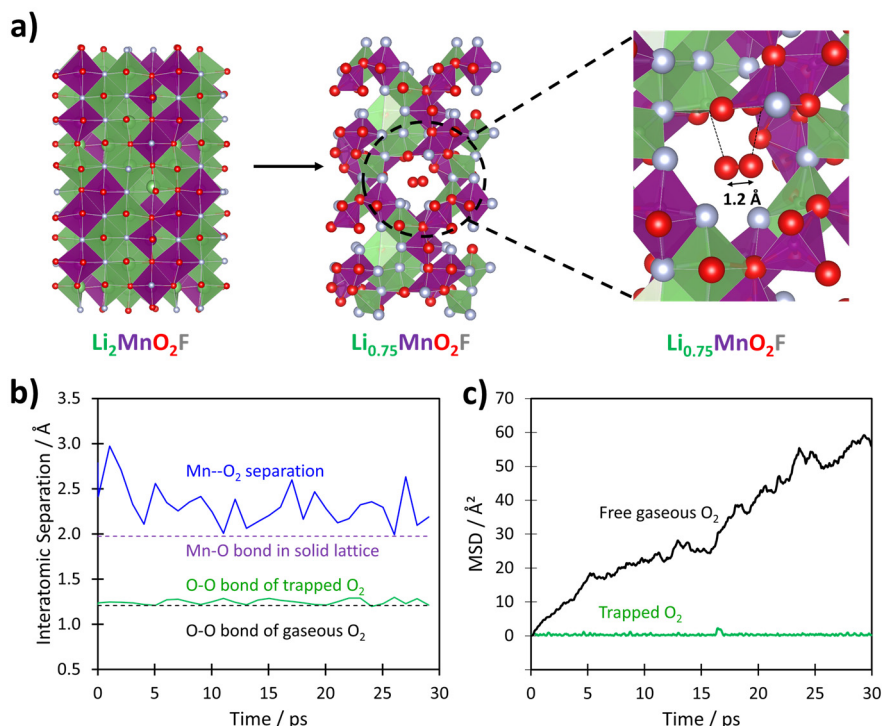 a)
1.2 Å
Li₂MnO₂F
Li₀.₇₅MnO₂F
Li₀.₇₅MnO₂F
b)
Interatomic Separation / Å
3.5
3.0
2.5
2.0
1.5
1.0
0.5
Mn--O₂ separation
Mn-O bond in solid lattice
O-O bond of trapped O₂
O-O bond of gaseous O₂
0
5
10
15
20
25
30
Time / ps
c)
MSD / Å²
70
60
50
40
30
20
10
0
Free gaseous O₂
Trapped O₂
0
5
10
15
20
25
30
Time / ps